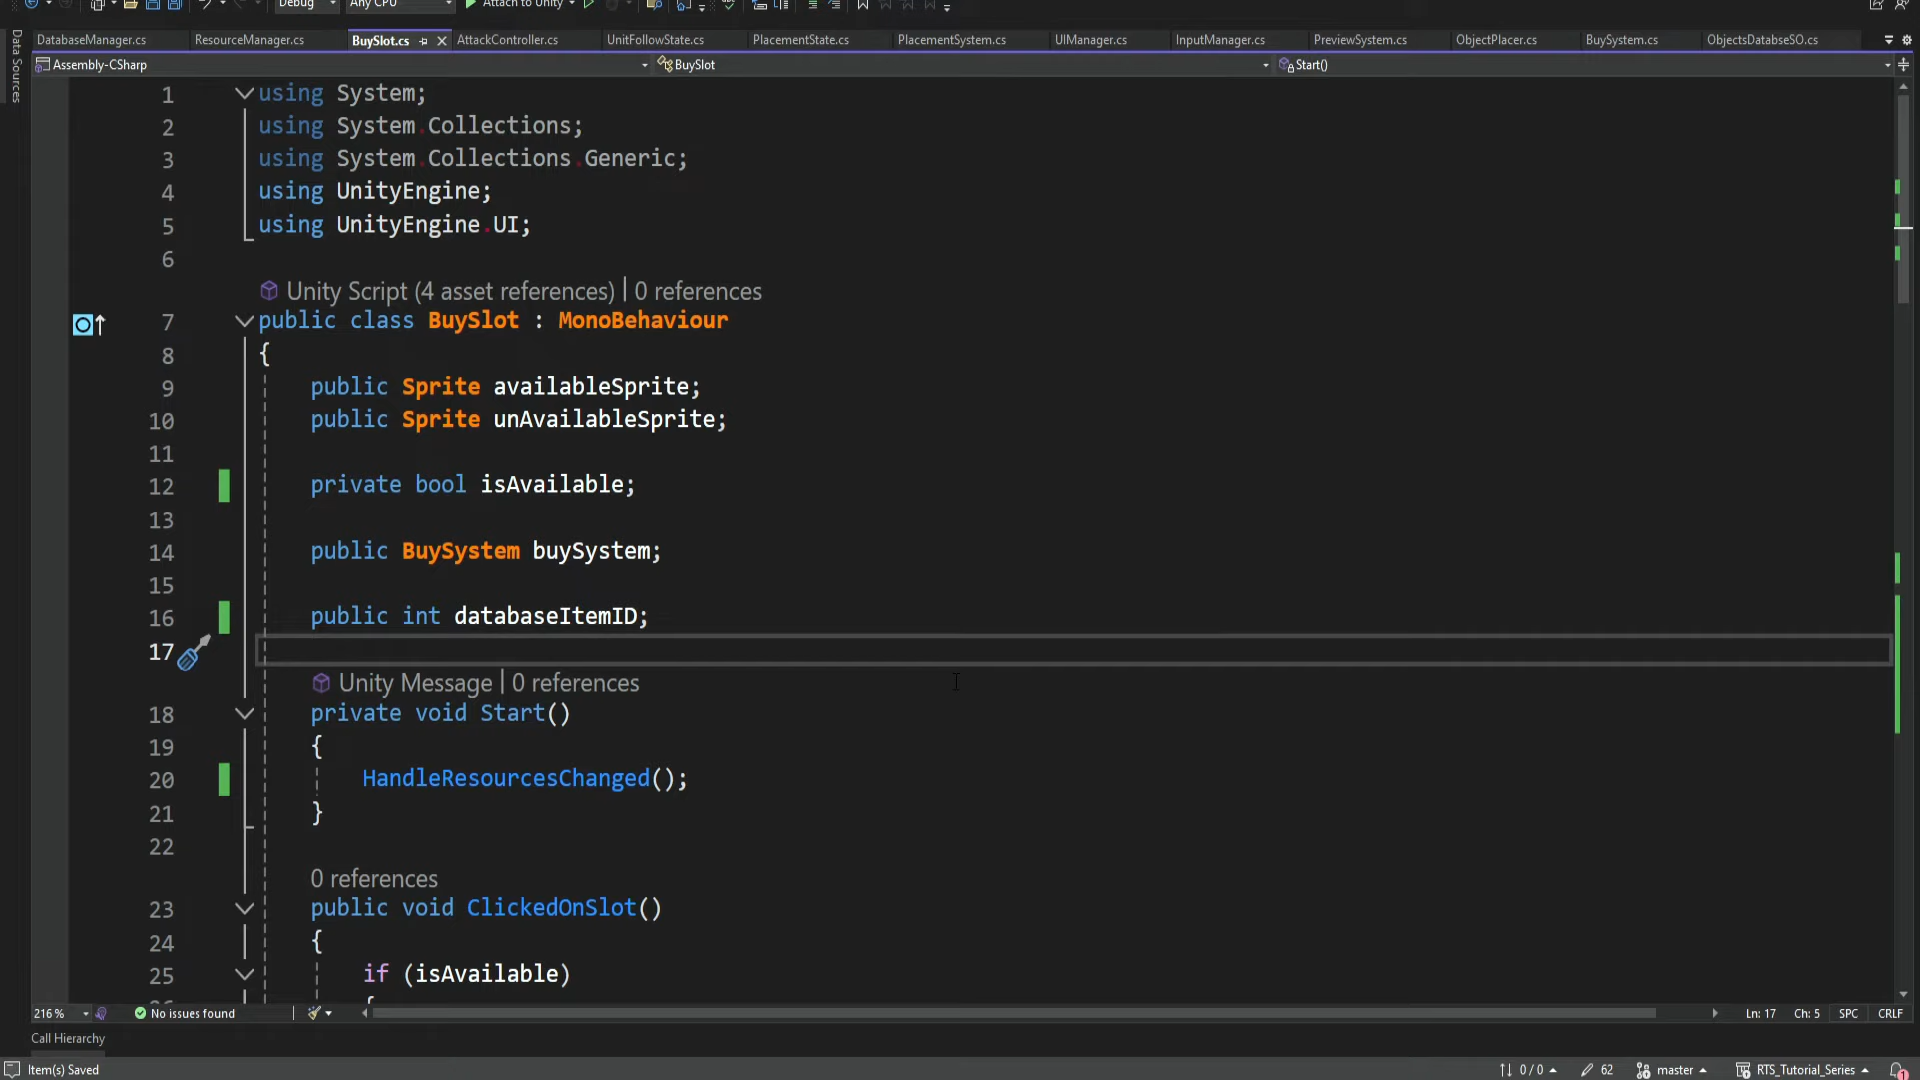 Debug Any CPU Attach to Unity
Data Sources
DatabaseManager.cs ResourceManager.cs BuySlot.cs AttackController.cs UnitFollowState.cs PlacementState.cs PlacementSystem.cs UIManager.cs InputManager.cs PreviewSystem.cs ObjectPlacer.cs BuySystem.cs ObjectsDatabseSO.cs
Assembly-CSharp BuySlot Start()
1 using System;
2 using System.Collections;
3 using System.Collections.Generic;
4 using UnityEngine;
5 using UnityEngine.UI;
6
Unity Script (4 asset references) | 0 references
7 public class BuySlot : MonoBehaviour
8 {
9 public Sprite availableSprite;
10 public Sprite unAvailableSprite;
11
12 private bool isAvailable;
13
14 public BuySystem buySystem;
15
16 public int databaseItemID;
17
Unity Message | 0 references
18 private void Start()
19 {
20 HandleResourcesChanged();
21 }
22
0 references
23 public void ClickedOnSlot()
24 {
25 if (isAvailable)
26 {
216 % No issues found Ln: 17 Ch: 5 SPC CRLF
Call Hierarchy
Item(s) Saved 0 / 0 62 master RTS_Tutorial_Series 1